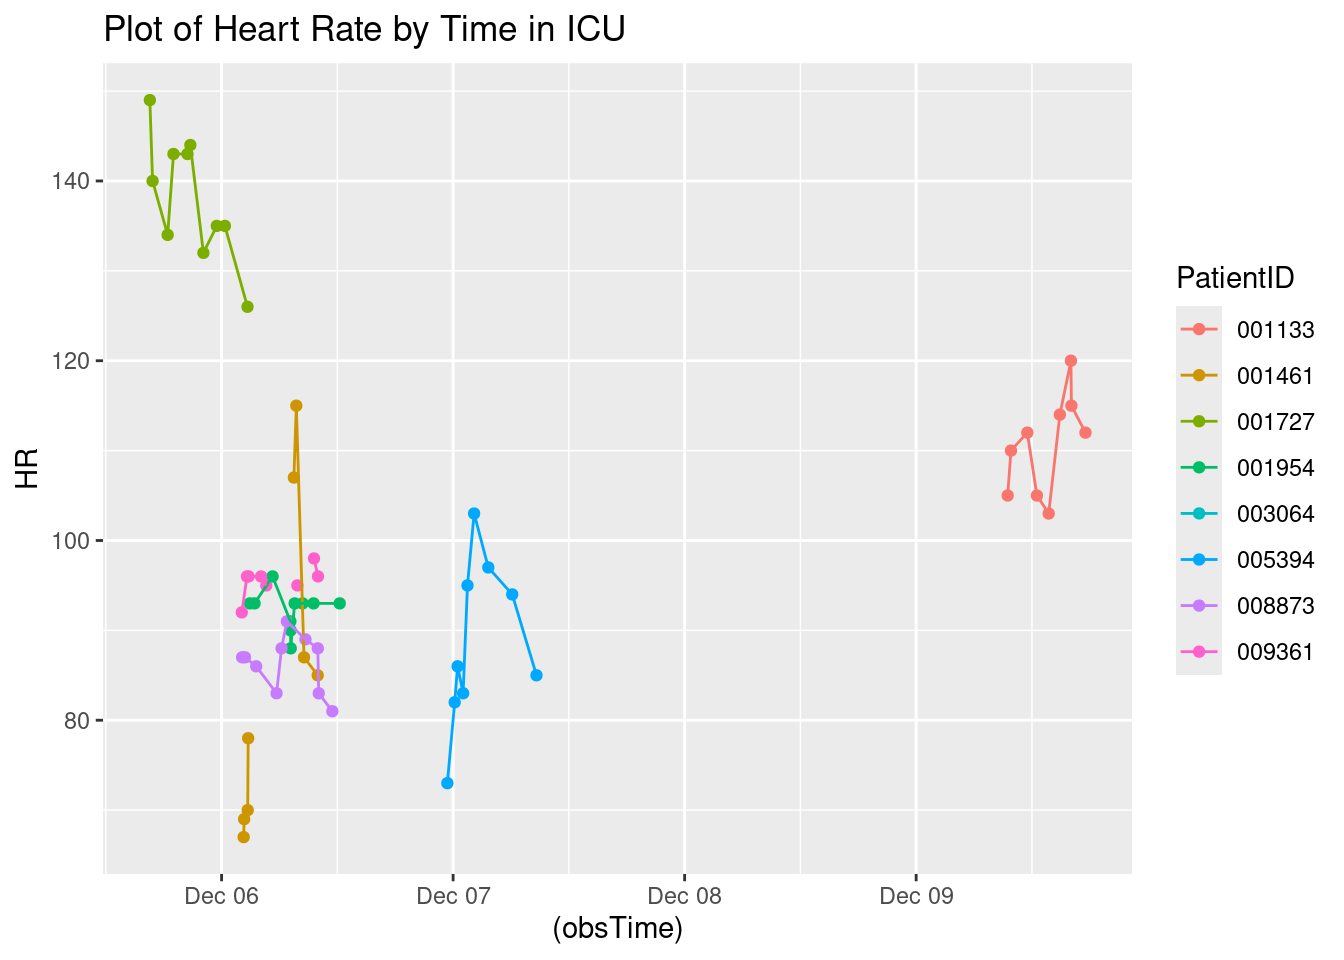 Plot of Heart Rate by Time in ICU
HR
140
120
100
80
Dec 06
Dec 07
Dec 08
Dec 09
(obsTime)
PatientID
001133
001461
001727
001954
003064
005394
008873
009361